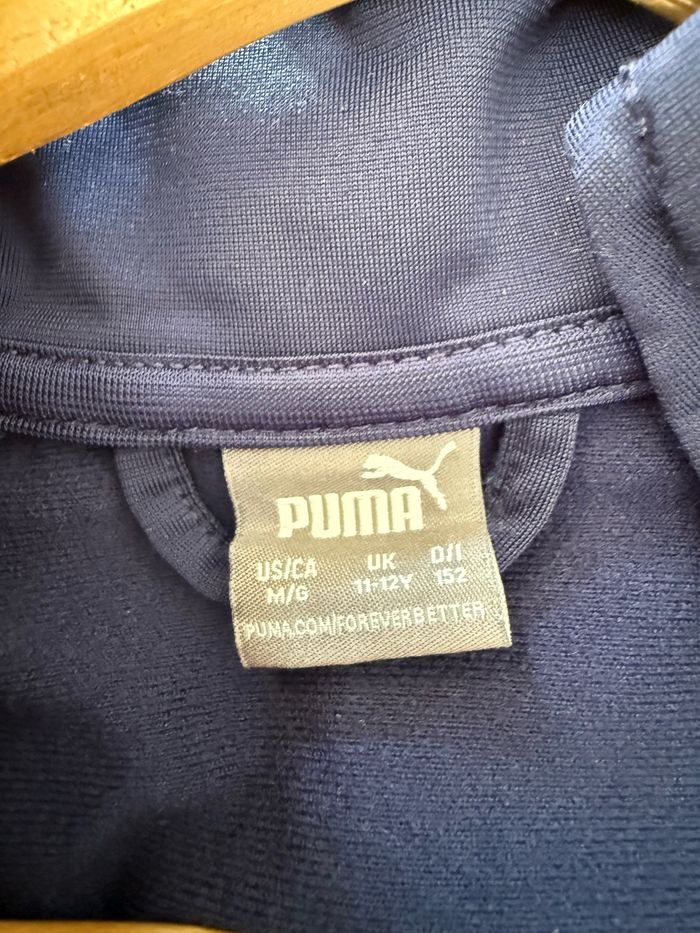 PUMA
US/CA UK D/I
M/G 11-12Y 152
PUMA.COM/FOREVERBETTER